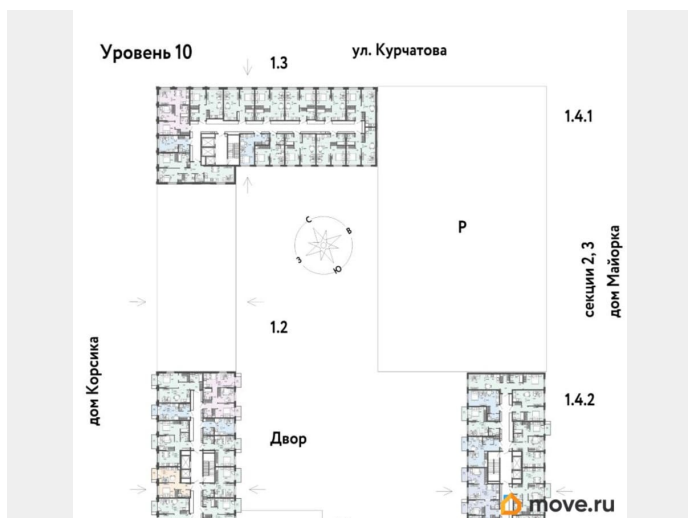 Уровень 10
ул. Курчатова
1.3
1.4.1
С
В
З
Ю
Р
секции 2, 3
дом Майорка
1.2
дом Корсика
1.4.2
Двор
move.ru